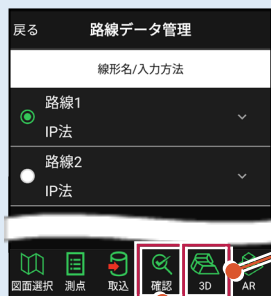 戻る 路線データ管理
線形名/入力方法
路線1
IP法
路線2
IP法
図面選択 測点 取込 確認 3D AR